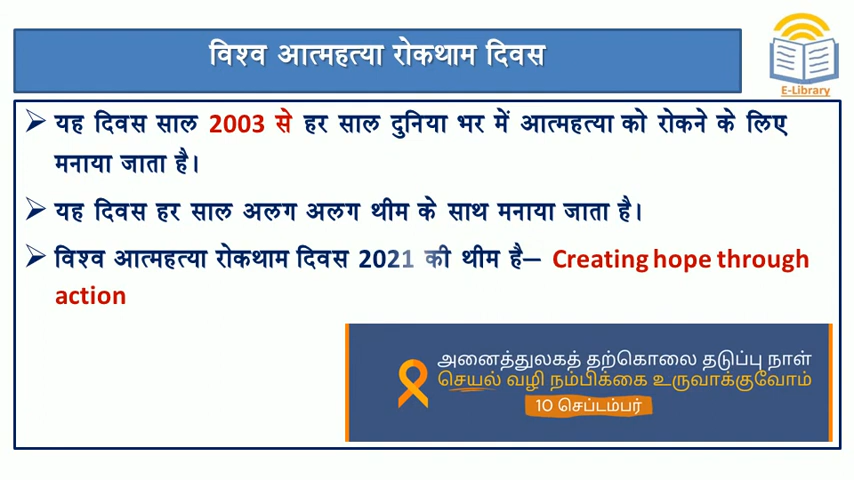 विश्व आत्महत्या रोकथाम दिवस
E-Library
यह दिवस साल 2003 से हर साल दुनिया भर में आत्महत्या को रोकने के लिए
मनाया जाता है।
यह दिवस हर साल अलग अलग थीम के साथ मनाया जाता है।
विश्व आत्महत्या रोकथाम दिवस 2021 की थीम है– Creating hope through
action
அனைத்துலகத் தற்கொலை தடுப்பு நாள்
செயல் வழி நம்பிக்கை உருவாக்குவோம்
10 செப்டம்பர்